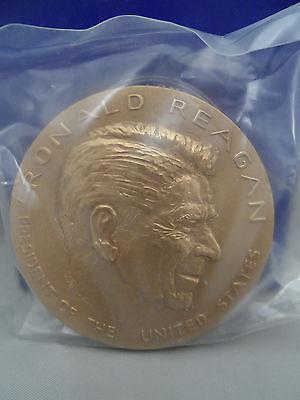 RONALD REAGAN
PRESIDENT OF THE UNITED STATES